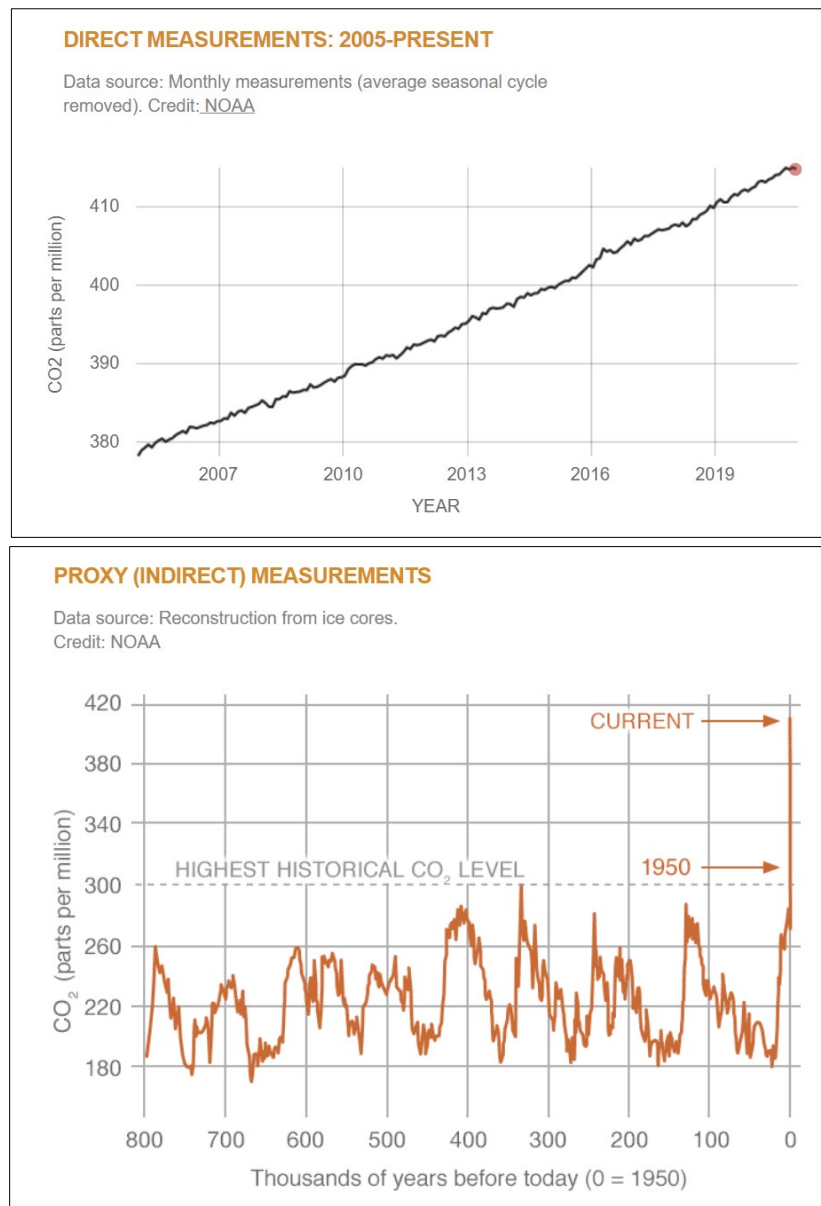 DIRECT MEASUREMENTS: 2005-PRESENT
Data source: Monthly measurements (average seasonal cycle
removed). Credit: NOAA
CO2 (parts per million)
410
400
390
380
2007 2010 2013 2016 2019
YEAR
PROXY (INDIRECT) MEASUREMENTS
Data source: Reconstruction from ice cores.
Credit: NOAA
CO₂ (parts per million)
420
CURRENT
380
340
HIGHEST HISTORICAL CO₂ LEVEL
1950
300
260
220
180
800 700 600 500 400 300 200 100 0
Thousands of years before today (0 = 1950)